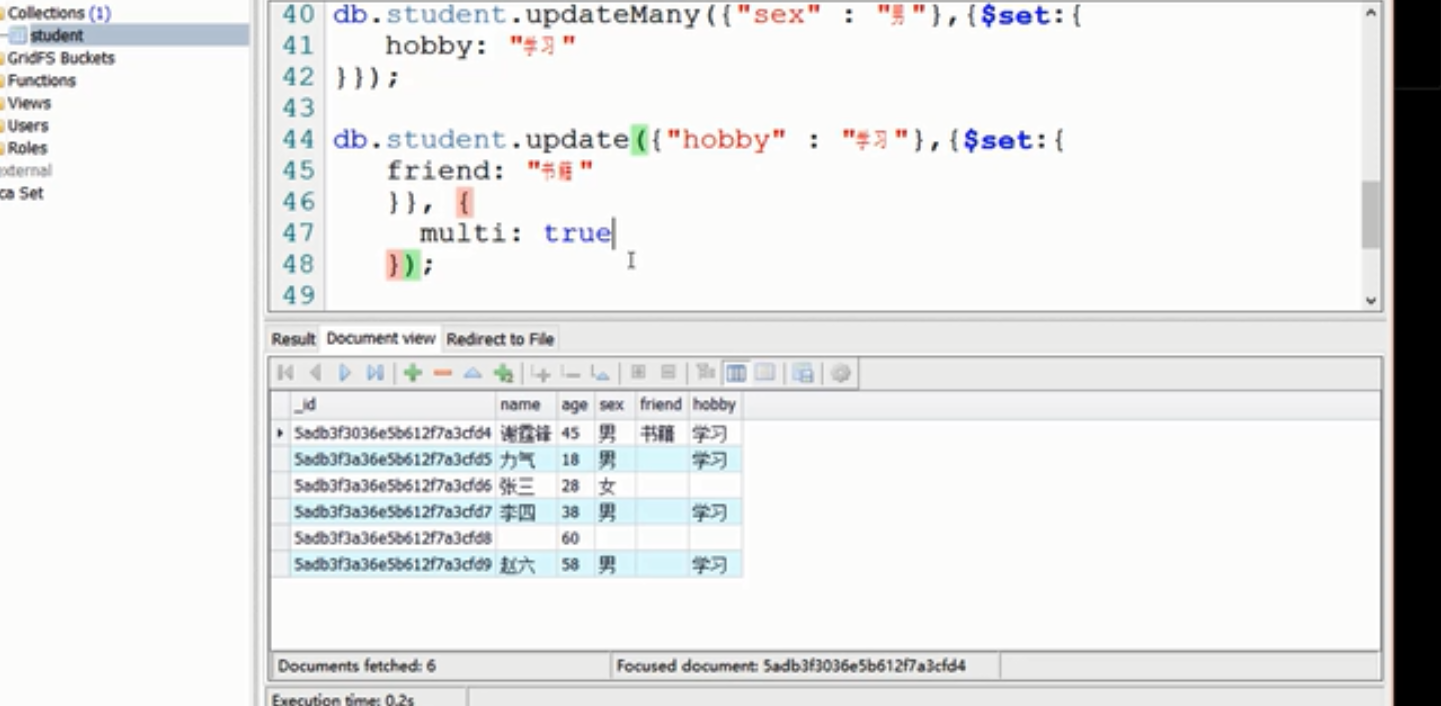 Collections (1)
student
GridFS Buckets
Functions
Views
Users
Roles
external
ca Set
40 db.student.updateMany({"sex" : "男"},{$set:{
41 hobby: "学习"
42 }});
43
44 db.student.update({"hobby" : "学习"},{$set:{
45 friend: "书籍"
46 }}, {
47 multi: true
48 });
49
Result Document view Redirect to File
_id name age sex friend hobby
5adb3f3036e5b612f7a3cfd4 谢霆锋 45 男 书籍 学习
5adb3f3a36e5b612f7a3cfd5 力气 18 男 学习
5adb3f3a36e5b612f7a3cfd6 张三 28 女
5adb3f3a36e5b612f7a3cfd7 李四 38 男 学习
5adb3f3a36e5b612f7a3cfd8 60
5adb3f3a36e5b612f7a3cfd9 赵六 58 男 学习
Documents fetched: 6 Focused document: 5adb3f3036e5b612f7a3cfd4
Execution time: 0.2s